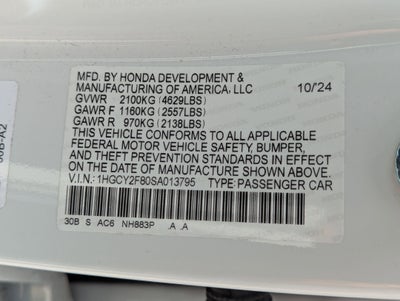 MFD. BY HONDA DEVELOPMENT &
MANUFACTURING OF AMERICA, LLC 10/'24
GVWR 2100KG (4629LBS)
GAWR F 1160KG (2557LBS)
GAWR R 970KG (2138LBS)
THIS VEHICLE CONFORMS TO ALL APPLICABLE
FEDERAL MOTOR VEHICLE SAFETY, BUMPER,
AND THEFT PREVENTION STANDARDS IN EFFECT
ON THE DATE OF MANUFACTURE SHOWN ABOVE.
V.I.N.: 1HGCY2F80SA013795 TYPE:PASSENGER CAR
30B S AC6 NH883P .A .H .A .A